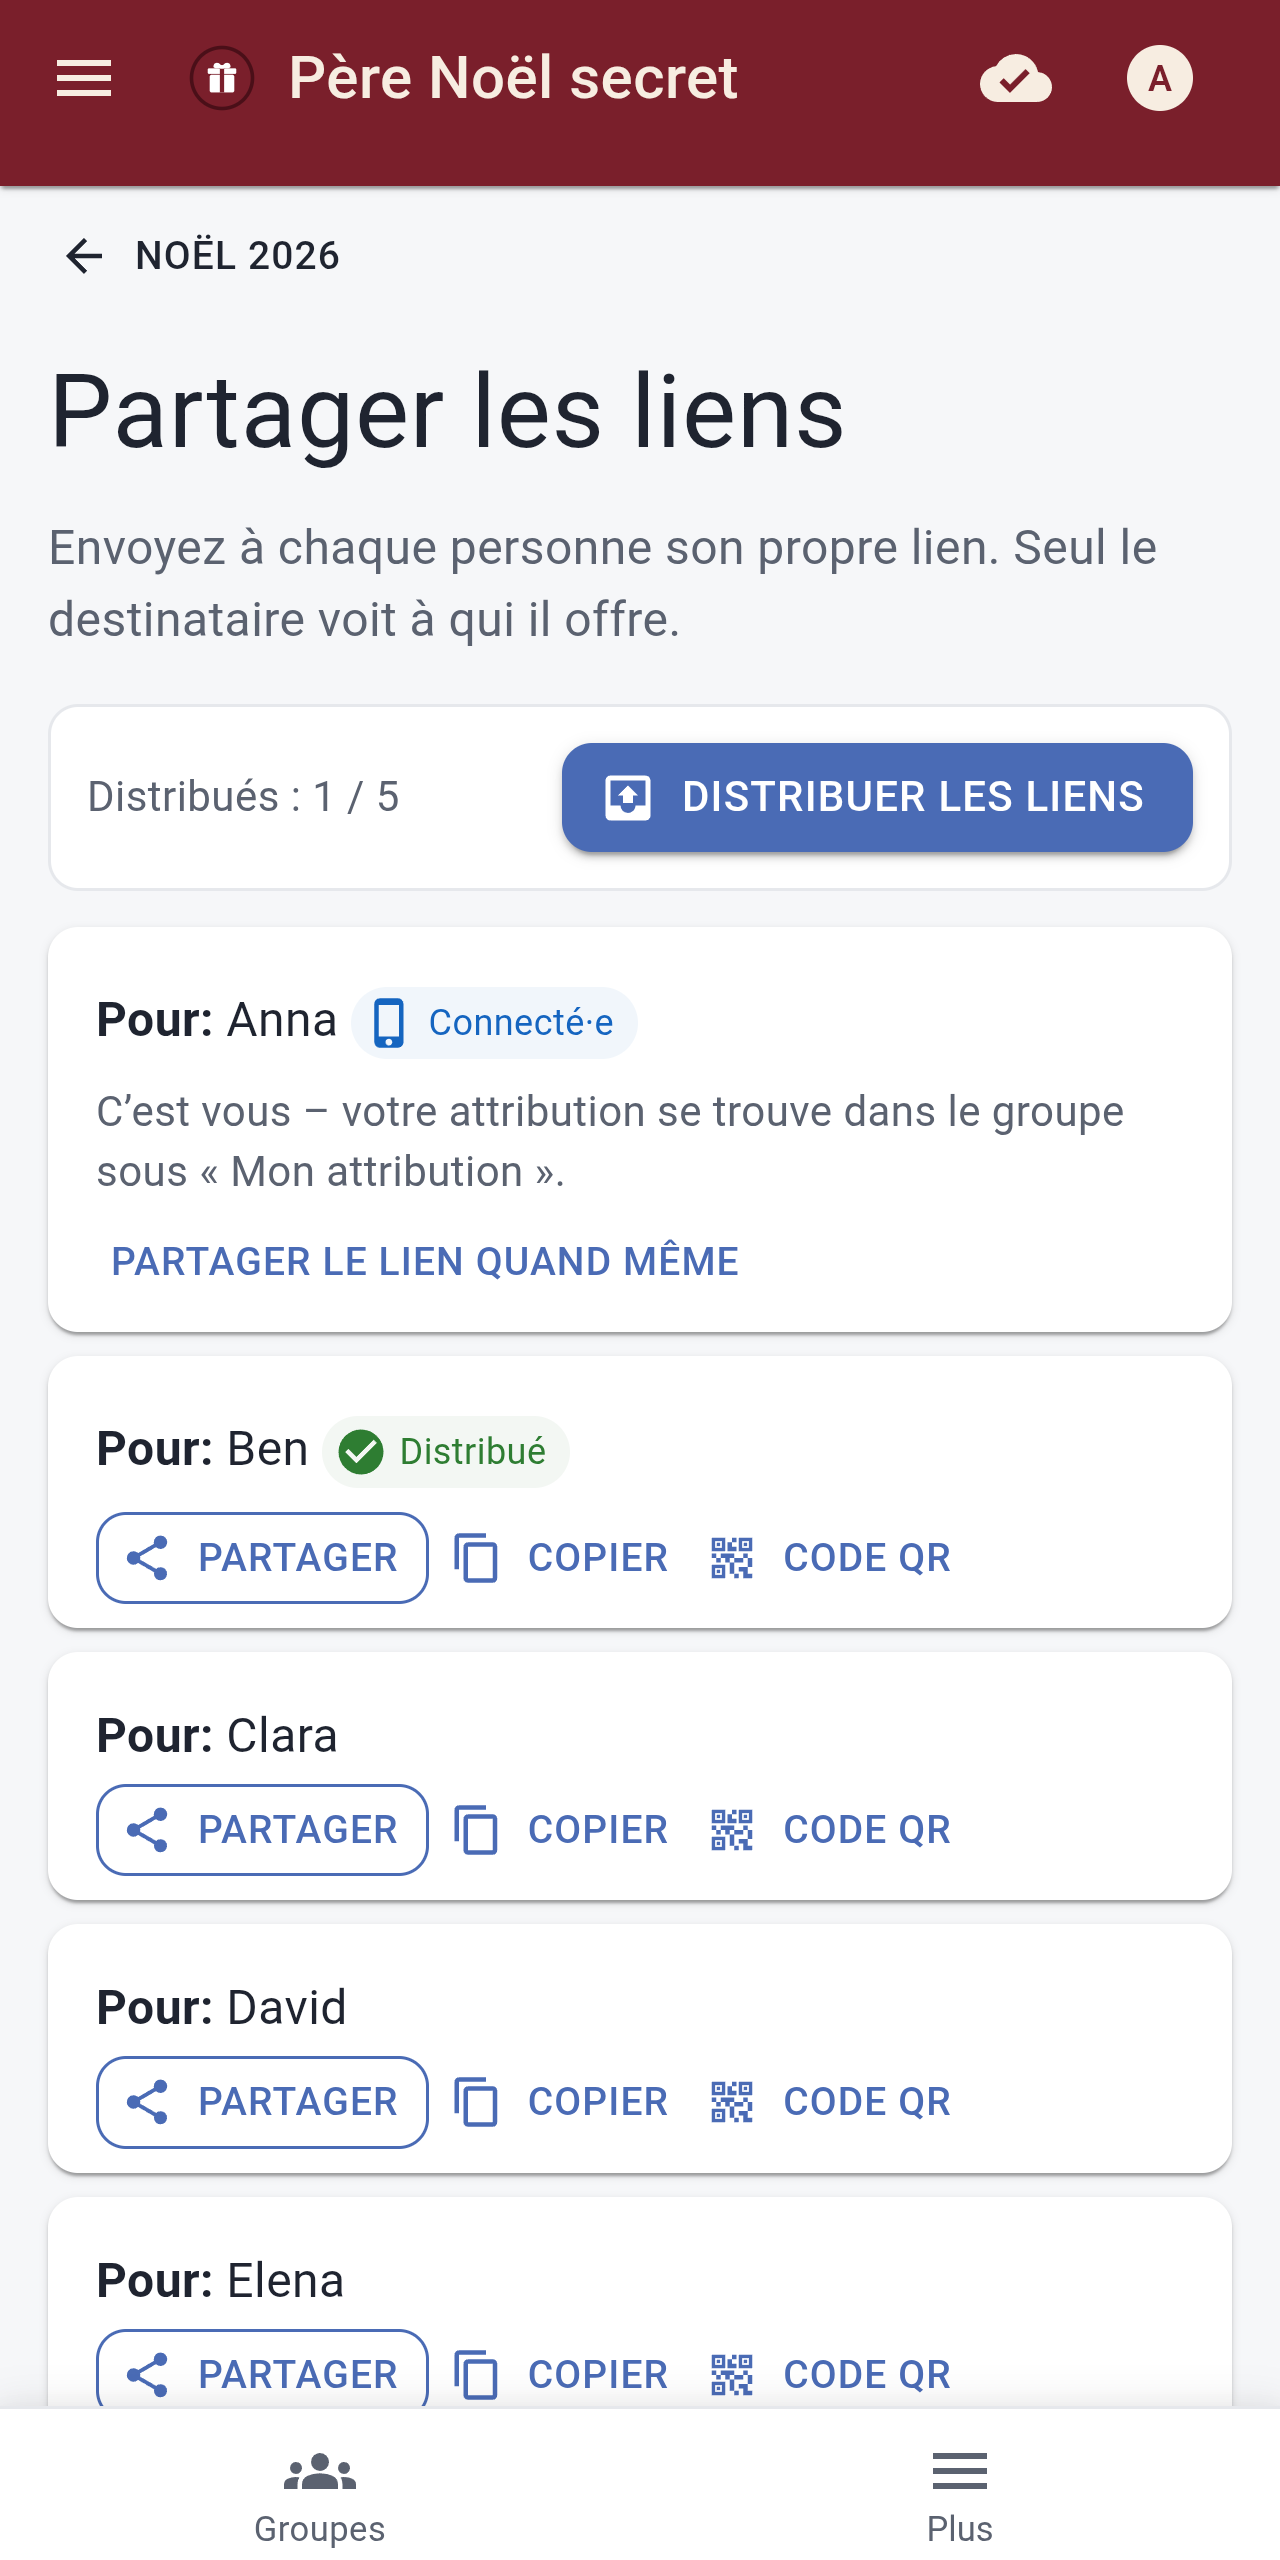 Père Noël secret
A
NOËL 2026
Partager les liens
Envoyez à chaque personne son propre lien. Seul le
destinataire voit à qui il offre.
Distribués : 1 / 5
DISTRIBUER LES LIENS
Pour: Anna
Connecté·e
C’est vous – votre attribution se trouve dans le groupe
sous « Mon attribution ».
PARTAGER LE LIEN QUAND MÊME
Pour: Ben
Distribué
PARTAGER
COPIER
CODE QR
Pour: Clara
PARTAGER
COPIER
CODE QR
Pour: David
PARTAGER
COPIER
CODE QR
Pour: Elena
PARTAGER
COPIER
CODE QR
Groupes
Plus